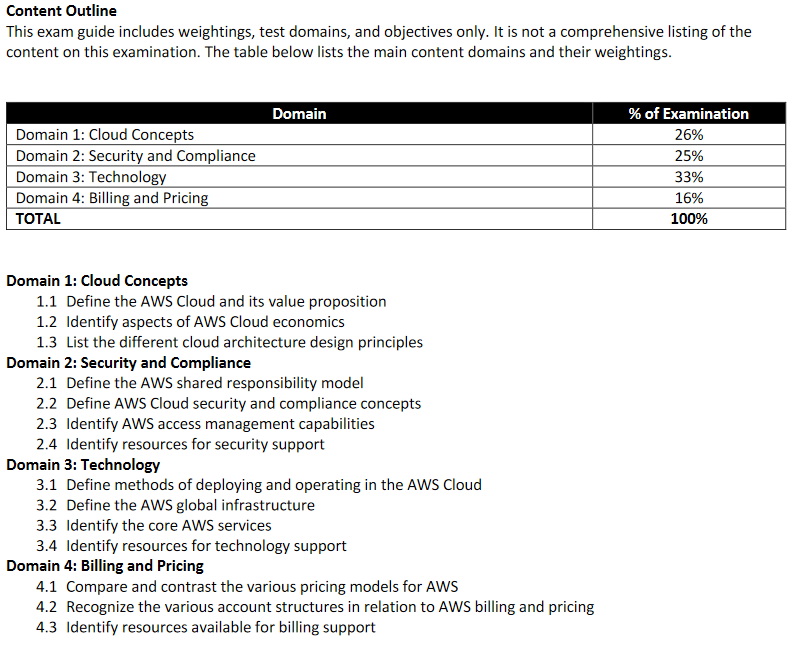 Content Outline
This exam guide includes weightings, test domains, and objectives only. It is not a comprehensive listing of the
content on this examination. The table below lists the main content domains and their weightings.
Domain % of Examination
Domain 1: Cloud Concepts 26%
Domain 2: Security and Compliance 25%
Domain 3: Technology 33%
Domain 4: Billing and Pricing 16%
TOTAL 100%
Domain 1: Cloud Concepts
1.1 Define the AWS Cloud and its value proposition
1.2 Identify aspects of AWS Cloud economics
1.3 List the different cloud architecture design principles
Domain 2: Security and Compliance
2.1 Define the AWS shared responsibility model
2.2 Define AWS Cloud security and compliance concepts
2.3 Identify AWS access management capabilities
2.4 Identify resources for security support
Domain 3: Technology
3.1 Define methods of deploying and operating in the AWS Cloud
3.2 Define the AWS global infrastructure
3.3 Identify the core AWS services
3.4 Identify resources for technology support
Domain 4: Billing and Pricing
4.1 Compare and contrast the various pricing models for AWS
4.2 Recognize the various account structures in relation to AWS billing and pricing
4.3 Identify resources available for billing support